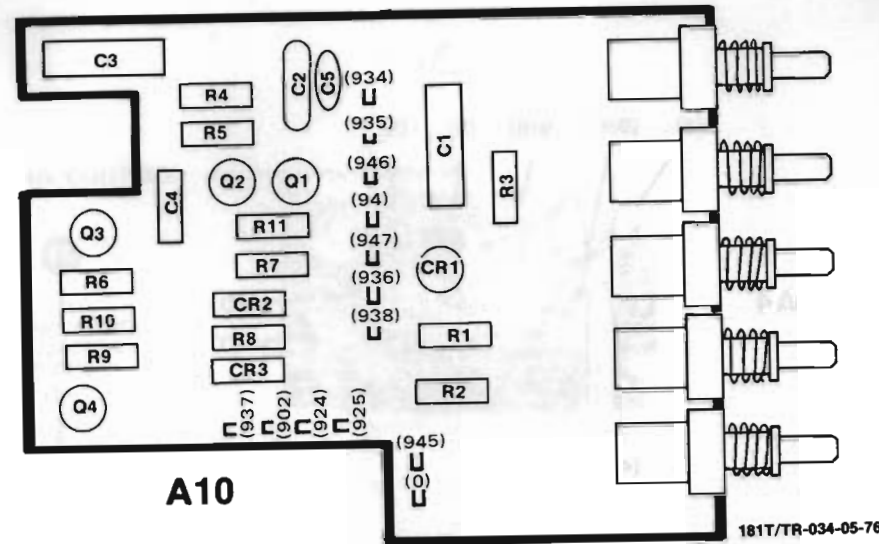 C3
R4
R5
C2
C5
(934)
(935)
(946)
(94)
(947)
(936)
(938)
C1
R3
Q2
Q1
C4
R11
R7
CR1
Q3
R6
R10
R9
Q4
CR2
R8
CR3
R1
R2
(937)
(902)
(924)
(925)
(945)
(0)
A10
181T/TR-034-05-76